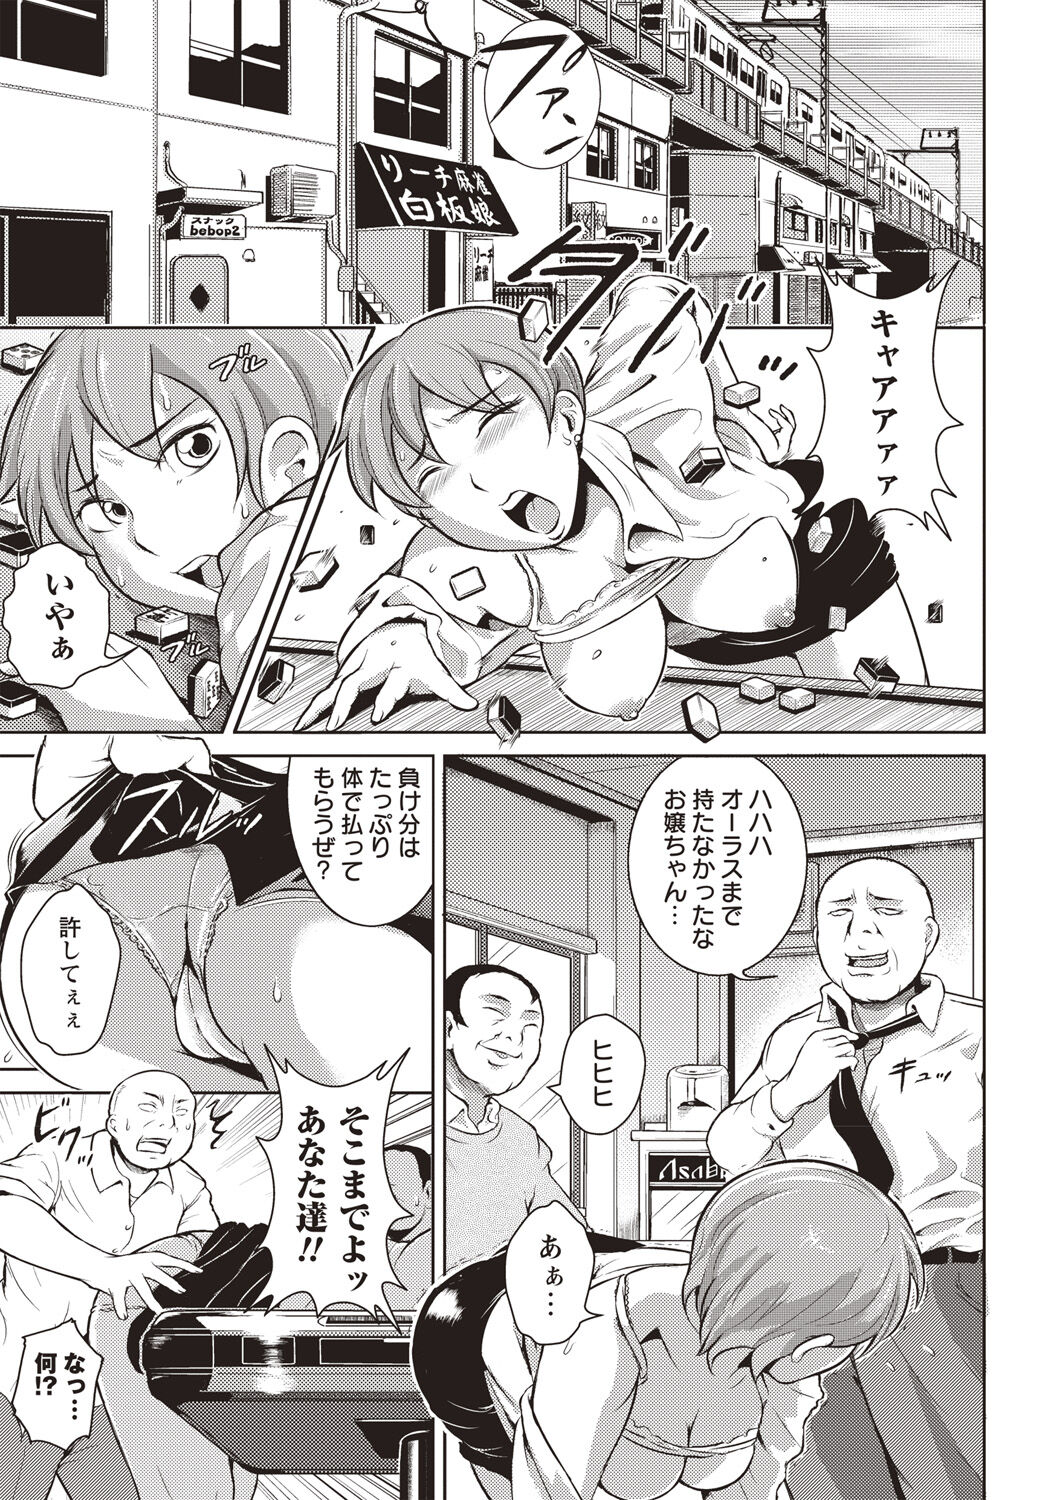 ファン
リーチ麻雀
白板娘
スナック
bebop2
リーチ
麻雀
キャアアァァ
ダン
ブル
ブル
いやぁ
ハハハ
オーラスまで
持たなかったな
お嬢ちゃん…
キュッ
ヒヒヒ
あぁ…
負け分は
たっぷり
体で払って
もらうぜ?
スルッ
許してぇぇ
そこまでよッ
あなた達!!
ビクッ
なっ…
何!?